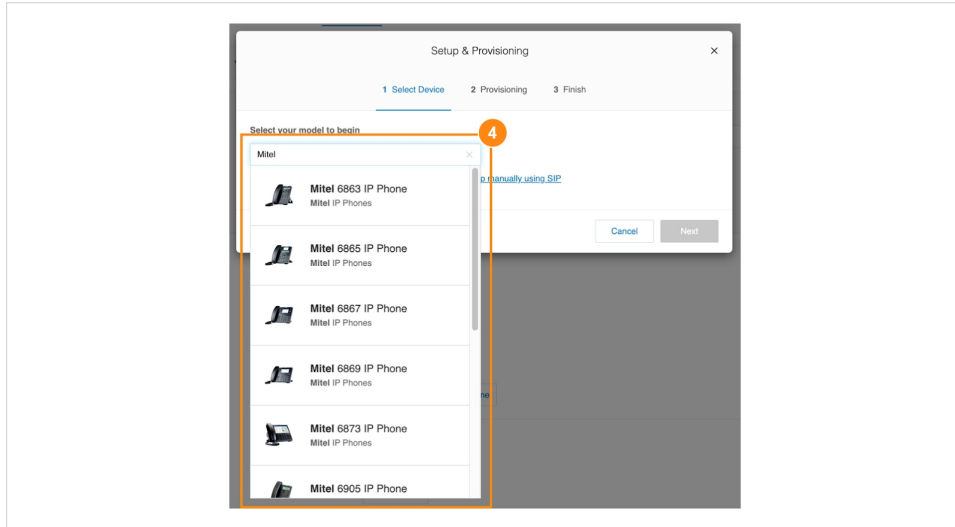 Setup & Provisioning
1 Select Device 2 Provisioning 3 Finish
Select your model to begin
4
Mitel
Mitel 6863 IP Phone
Mitel IP Phones
p manually using SIP
Cancel Next
Mitel 6865 IP Phone
Mitel IP Phones
Mitel 6867 IP Phone
Mitel IP Phones
Mitel 6869 IP Phone
Mitel IP Phones
ne
Mitel 6873 IP Phone
Mitel IP Phones
Mitel 6905 IP Phone